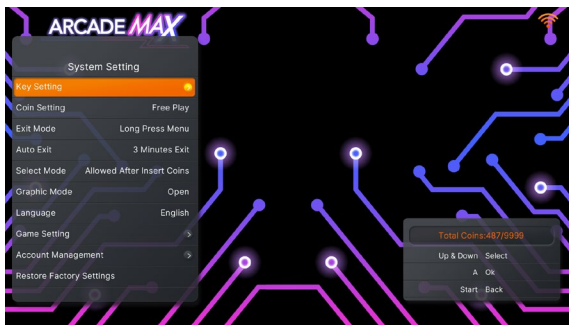 ARCADE MAX
System Setting
Key Setting
Coin Setting Free Play
Exit Mode Long Press Menu
Auto Exit 3 Minutes Exit
Select Mode Allowed After Insert Coins
Graphic Mode Open
Language English
Game Setting
Account Management
Restore Factory Settings
Total Coins:487/9999
Up & Down Select
A Ok
Start Back